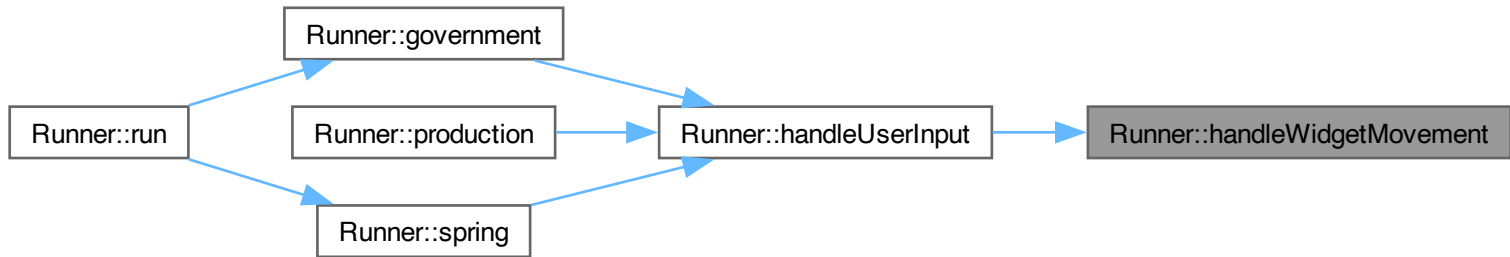 Runner::government
Runner::run
Runner::production
Runner::handleUserInput
Runner::handleWidgetMovement
Runner::spring